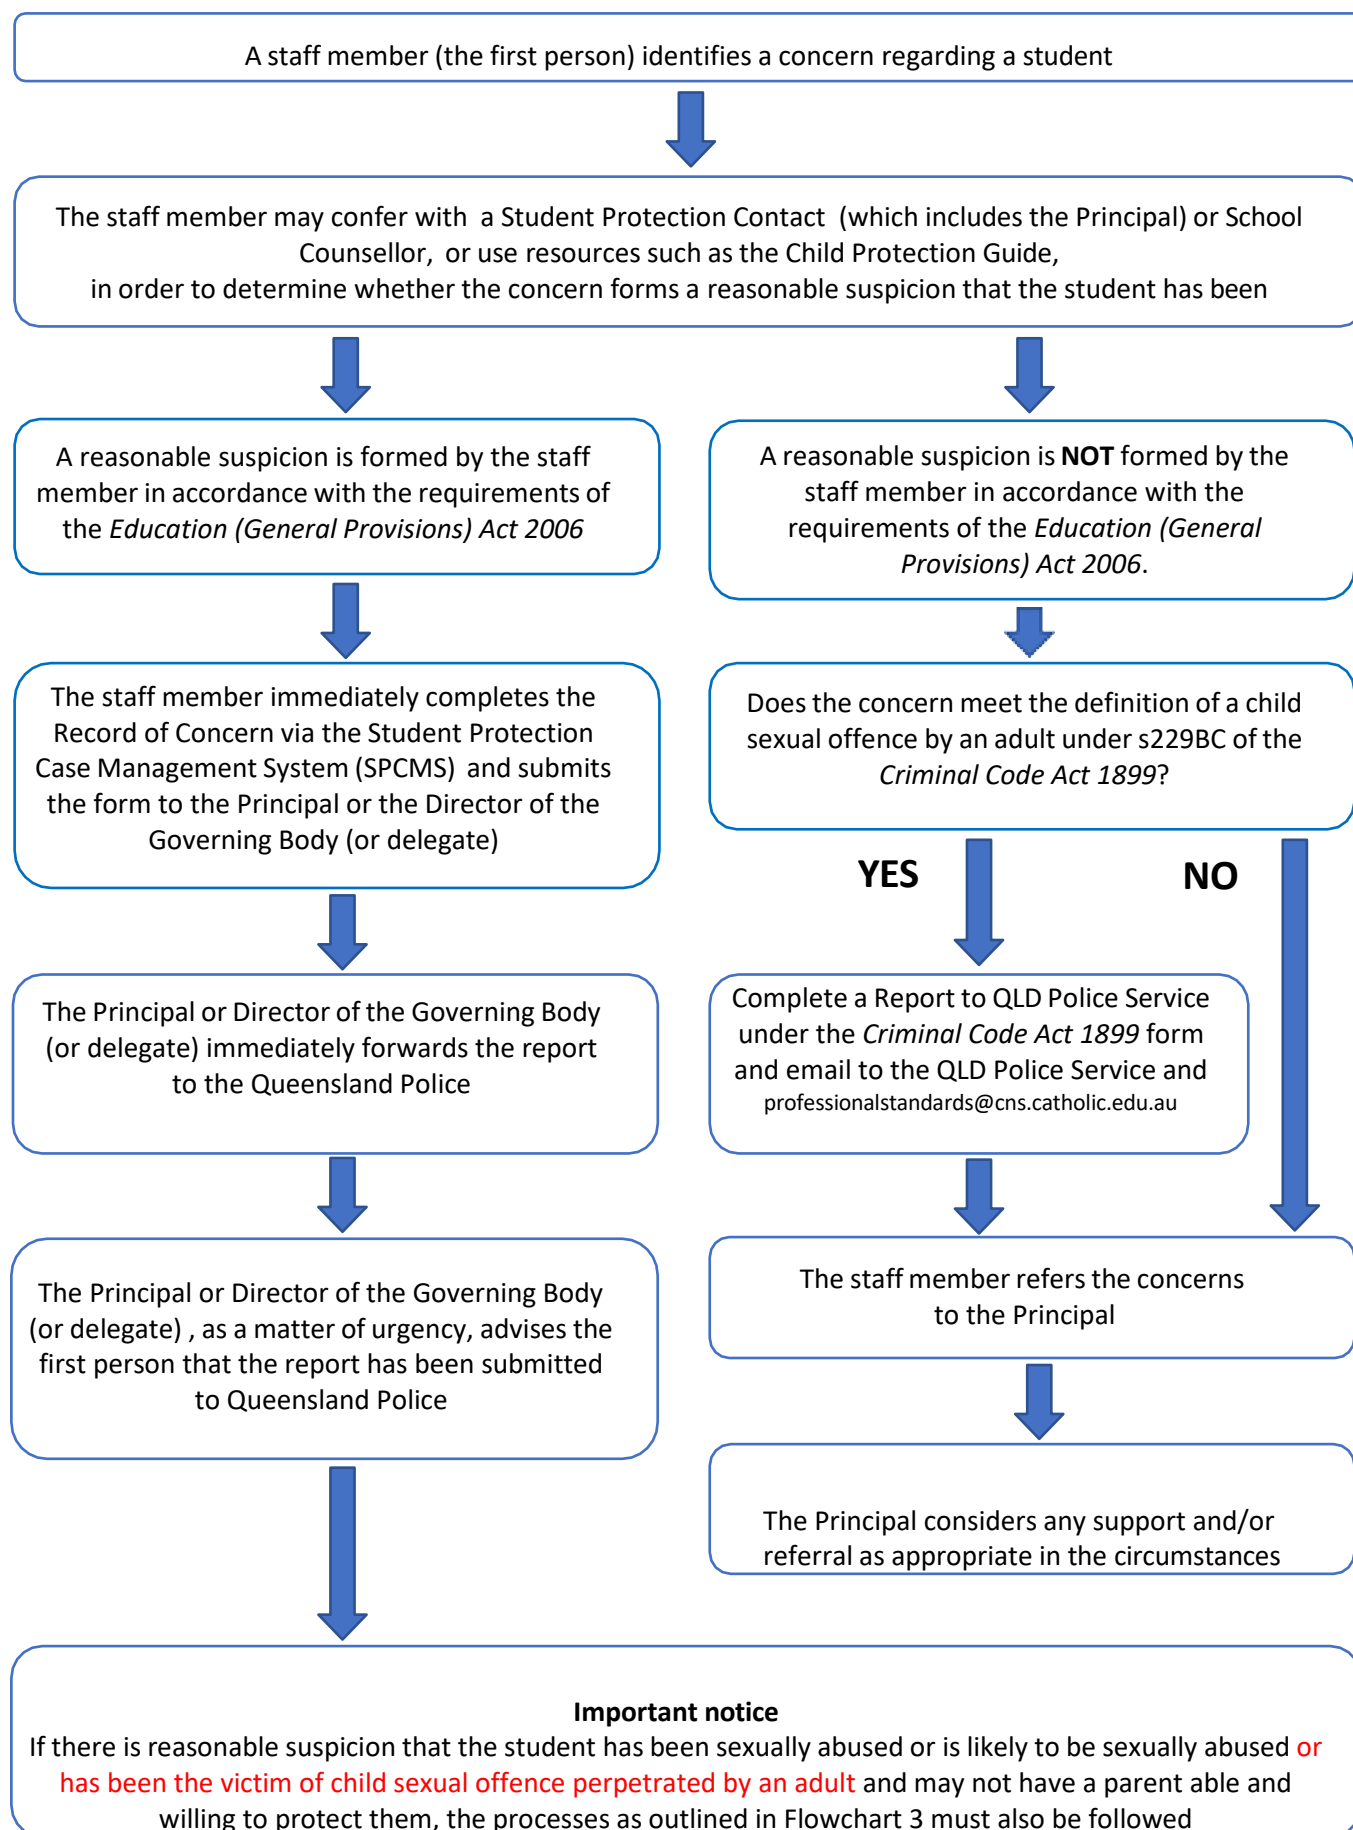 A staff member (the first person) identifies a concern regarding a student
The staff member may confer with a Student Protection Contact (which includes the Principal) or School
Counsellor, or use resources such as the Child Protection Guide,
in order to determine whether the concern forms a reasonable suspicion that the student has been
A reasonable suspicion is formed by the staff
member in accordance with the requirements of
the Education (General Provisions) Act 2006
A reasonable suspicion is NOT formed by the
staff member in accordance with the
requirements of the Education (General
Provisions) Act 2006.
The staff member immediately completes the
Record of Concern via the Student Protection
Case Management System (SPCMS) and submits
the form to the Principal or the Director of the
Governing Body (or delegate)
Does the concern meet the definition of a child
sexual offence by an adult under s229BC of the
Criminal Code Act 1899?
YES
NO
The Principal or Director of the Governing Body
(or delegate) immediately forwards the report
to the Queensland Police
Complete a Report to QLD Police Service
under the Criminal Code Act 1899 form
and email to the QLD Police Service and
professionalstandards@cns.catholic.edu.au
The Principal or Director of the Governing Body
(or delegate) , as a matter of urgency, advises the
first person that the report has been submitted
to Queensland Police
The staff member refers the concerns
to the Principal
The Principal considers any support and/or
referral as appropriate in the circumstances
Important notice
If there is reasonable suspicion that the student has been sexually abused or is likely to be sexually abused or
has been the victim of child sexual offence perpetrated by an adult and may not have a parent able and
willing to protect them, the processes as outlined in Flowchart 3 must also be followed